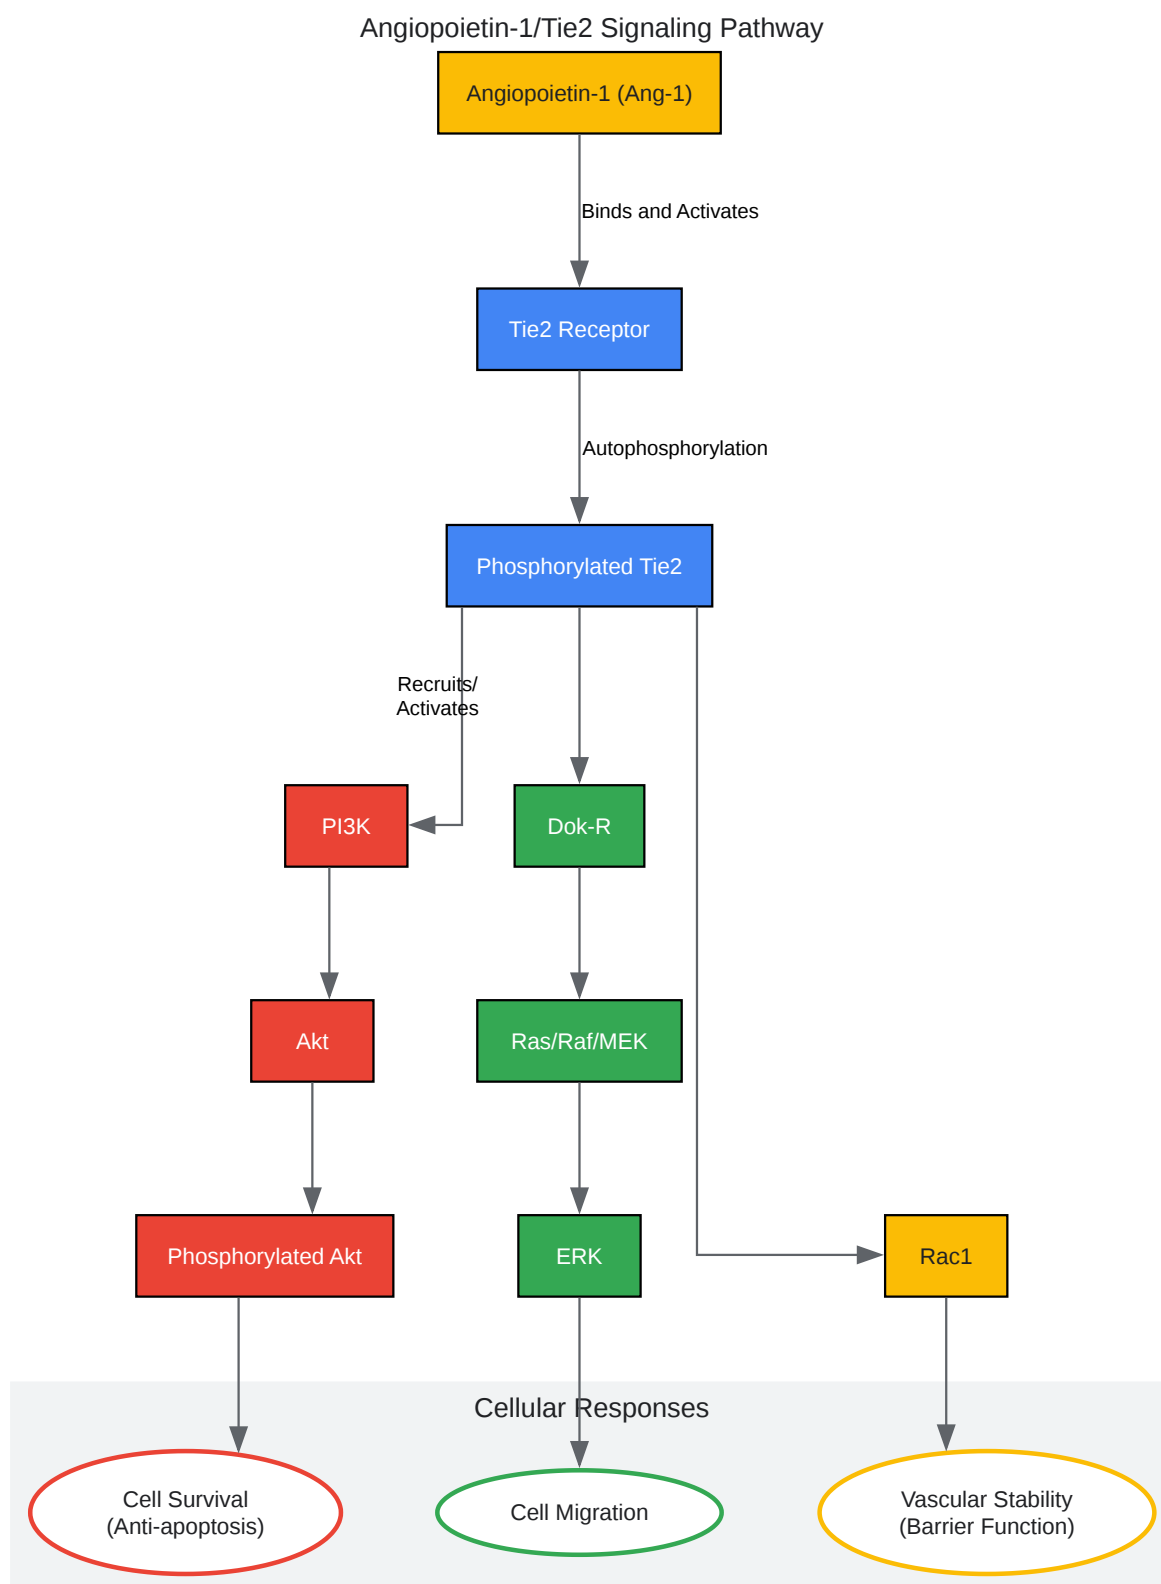 Angiopoietin-1/Tie2 Signaling Pathway
Angiopoietin-1 (Ang-1)
Binds and Activates
Tie2 Receptor
Autophosphorylation
Phosphorylated Tie2
Recruits/
Activates
PI3K
Dok-R
Akt
Ras/Raf/MEK
Phosphorylated Akt
ERK
Rac1
Cellular Responses
Cell Survival
(Anti-apoptosis)
Cell Migration
Vascular Stability
(Barrier Function)